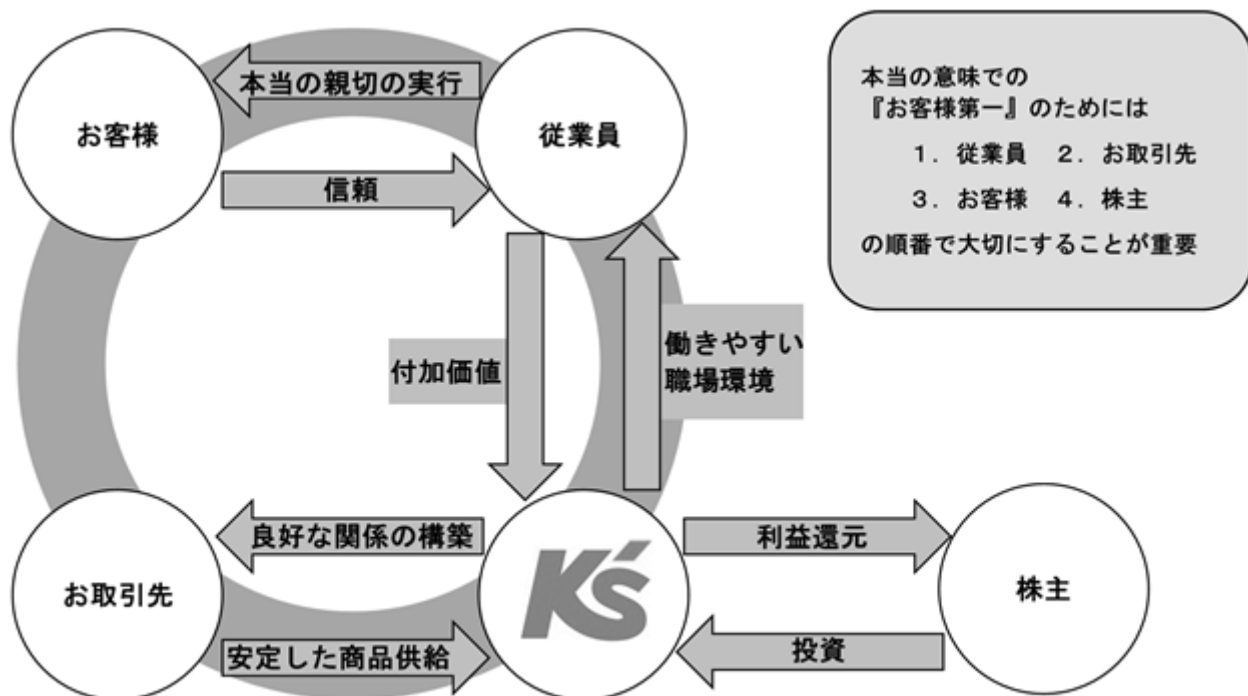 本当の親切の実行
お客様
従業員
信頼
本当の意味での
『お客様第一』のためには
1. 従業員 2. お取引先
3. お客様 4. 株主
の順番で大切にすることが重要
付加価値
働きやすい
職場環境
良好な関係の構築
利益還元
お取引先
K's
株主
安定した商品供給
投資